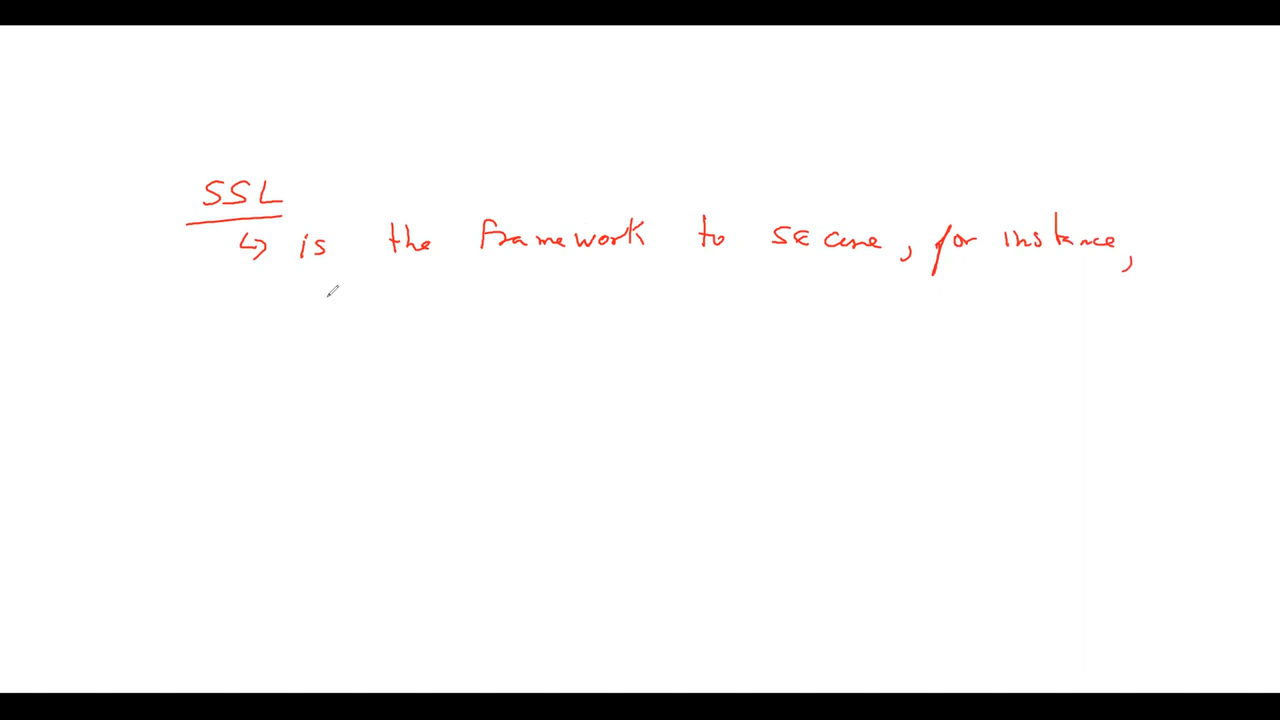 SSL
↳ is the framework to secure, for instance,